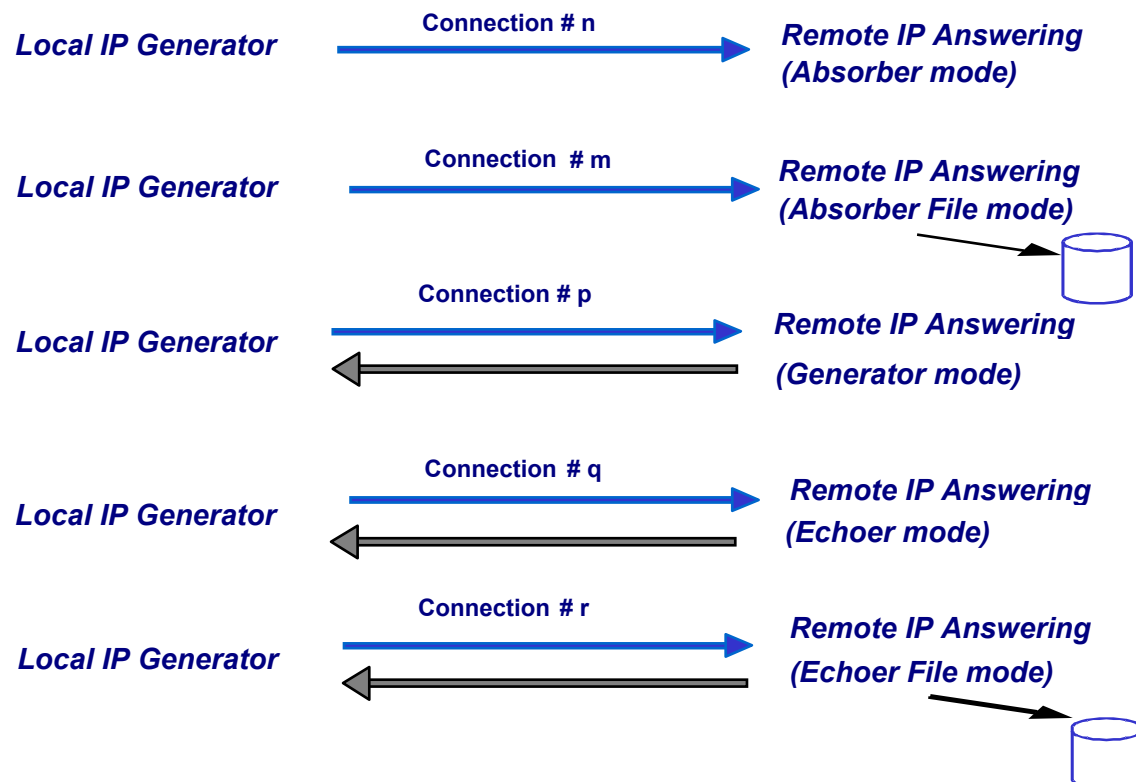 Connection # n
Local IP Generator
Remote IP Answering
(Absorber mode)
Connection # m
Local IP Generator
Remote IP Answering
(Absorber File mode)
Connection # p
Local IP Generator
Remote IP Answering
(Generator mode)
Connection # q
Local IP Generator
Remote IP Answering
(Echoer mode)
Connection # r
Local IP Generator
Remote IP Answering
(Echoer File mode)